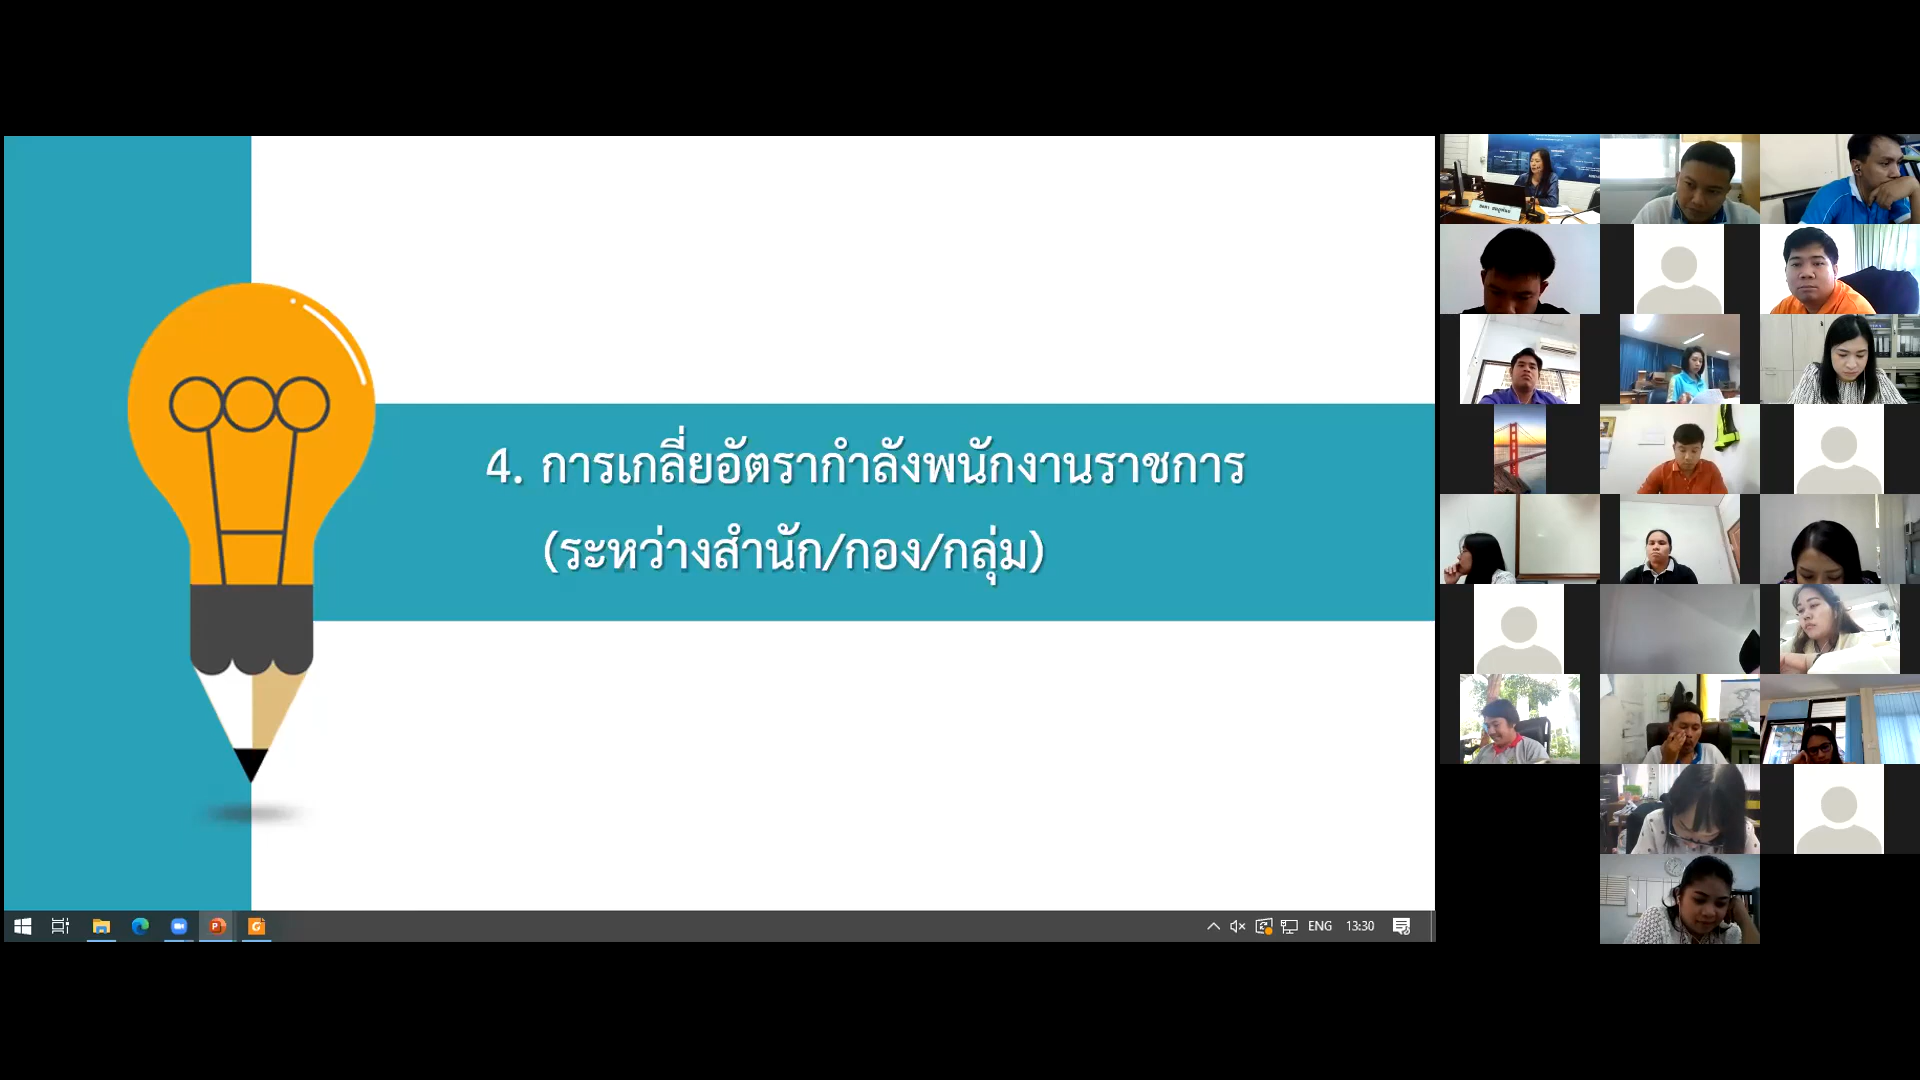 4. การเกลี่ยอัตรากำลังพนักงานราชการ
(ระหว่างสำนัก/กอง/กลุ่ม)
ENG 13:30